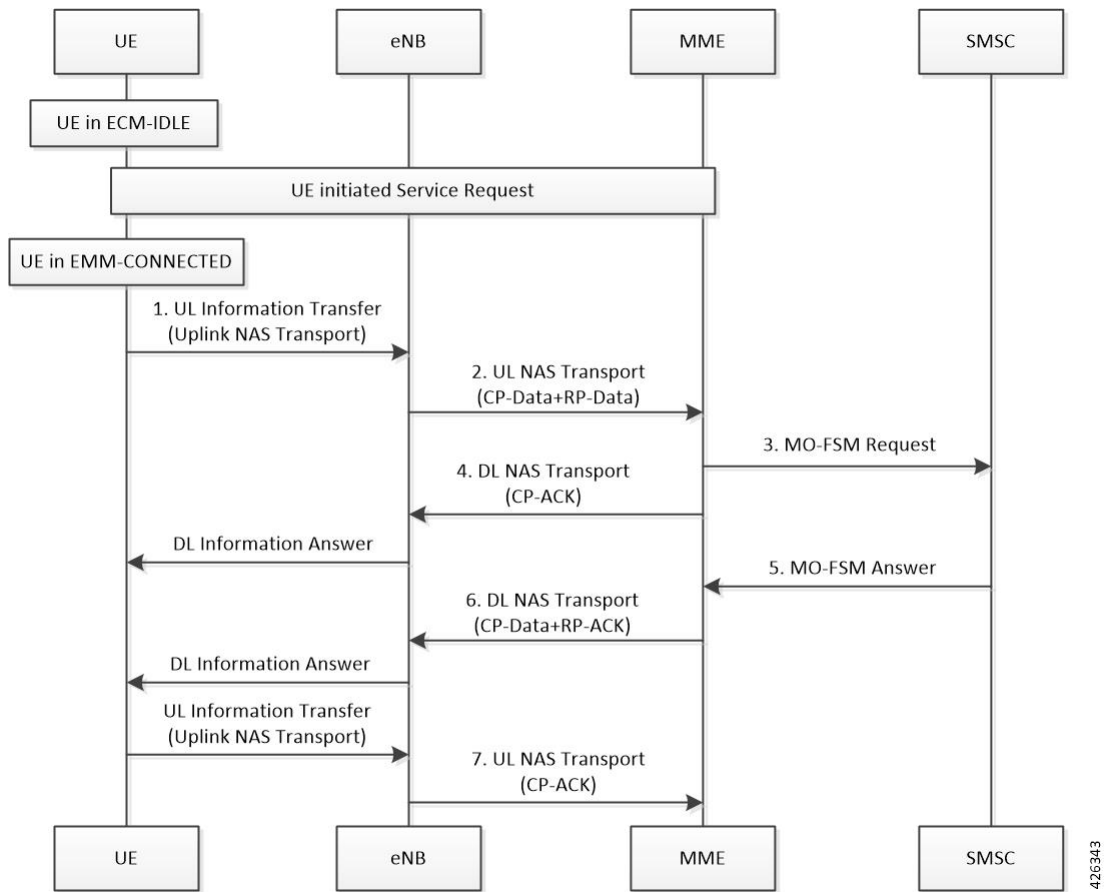 UE
eNB
MME
SMSC
UE in ECM-IDLE
UE initiated Service Request
UE in EMM-CONNECTED
1. UL Information Transfer
(Uplink NAS Transport)
2. UL NAS Transport
(CP-Data+RP-Data)
3. MO-FSM Request
4. DL NAS Transport
(CP-ACK)
DL Information Answer
5. MO-FSM Answer
6. DL NAS Transport
(CP-Data+RP-ACK)
DL Information Answer
UL Information Transfer
(Uplink NAS Transport)
7. UL NAS Transport
(CP-ACK)
UE
eNB
MME
SMSC
426343